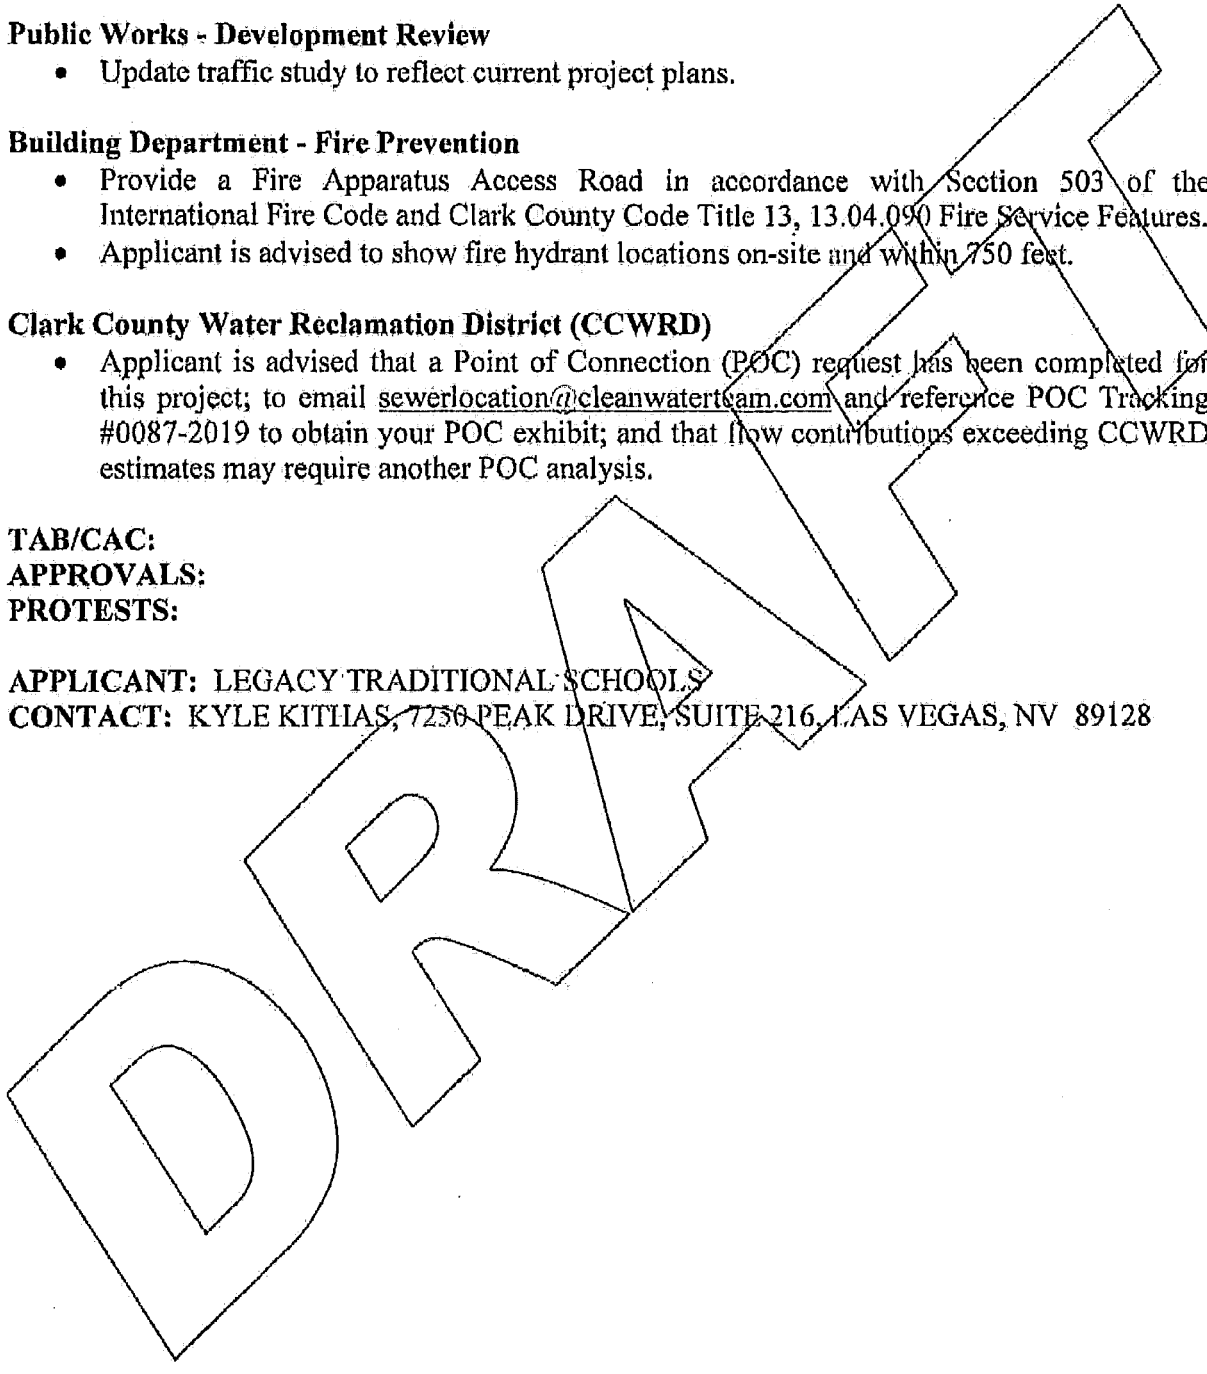 Public Works - Development Review
• Update traffic study to reflect current project plans.
Building Department - Fire Prevention
• Provide a Fire Apparatus Access Road in accordance with Section 503 of the
International Fire Code and Clark County Code Title 13, 13.04.090 Fire Service Features.
• Applicant is advised to show fire hydrant locations on-site and within 750 feet.
Clark County Water Reclamation District (CCWRD)
• Applicant is advised that a Point of Connection (POC) request has been completed for
this project; to email sewerlocation@cleanwaterteam.com and reference POC Tracking
#0087-2019 to obtain your POC exhibit; and that flow contributions exceeding CCWRD
estimates may require another POC analysis.
TAB/CAC:
APPROVALS:
PROTESTS:
APPLICANT: LEGACY TRADITIONAL SCHOOLS
CONTACT: KYLE KITHAS, 7250 PEAK DRIVE, SUITE 216, LAS VEGAS, NV 89128
DRAFT